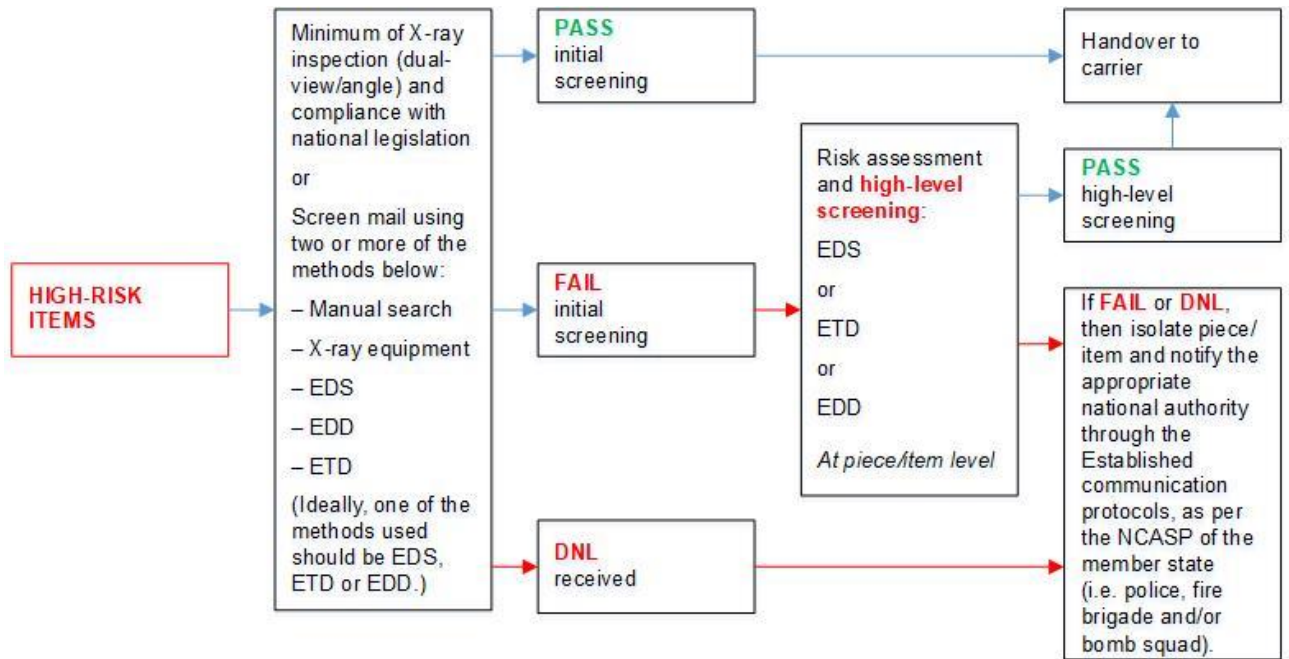 HIGH-RISK
ITEMS
Minimum of X-ray
inspection (dual-
view/angle) and
compliance with
national legislation
or
Screen mail using
two or more of the
methods below:
– Manual search
– X-ray equipment
– EDS
– EDD
– ETD
(Ideally, one of the
methods used
should be EDS,
ETD or EDD.)
PASS
initial
screening
FAIL
initial
screening
DNL
received
Risk assessment
and high-level
screening:
EDS
or
ETD
or
EDD
At piece/item level
Handover to
carrier
PASS
high-level
screening
If FAIL or DNL,
then isolate piece/
item and notify the
appropriate
national authority
through the
Established
communication
protocols, as per
the NCASP of the
member state
(i.e. police, fire
brigade and/or
bomb squad).